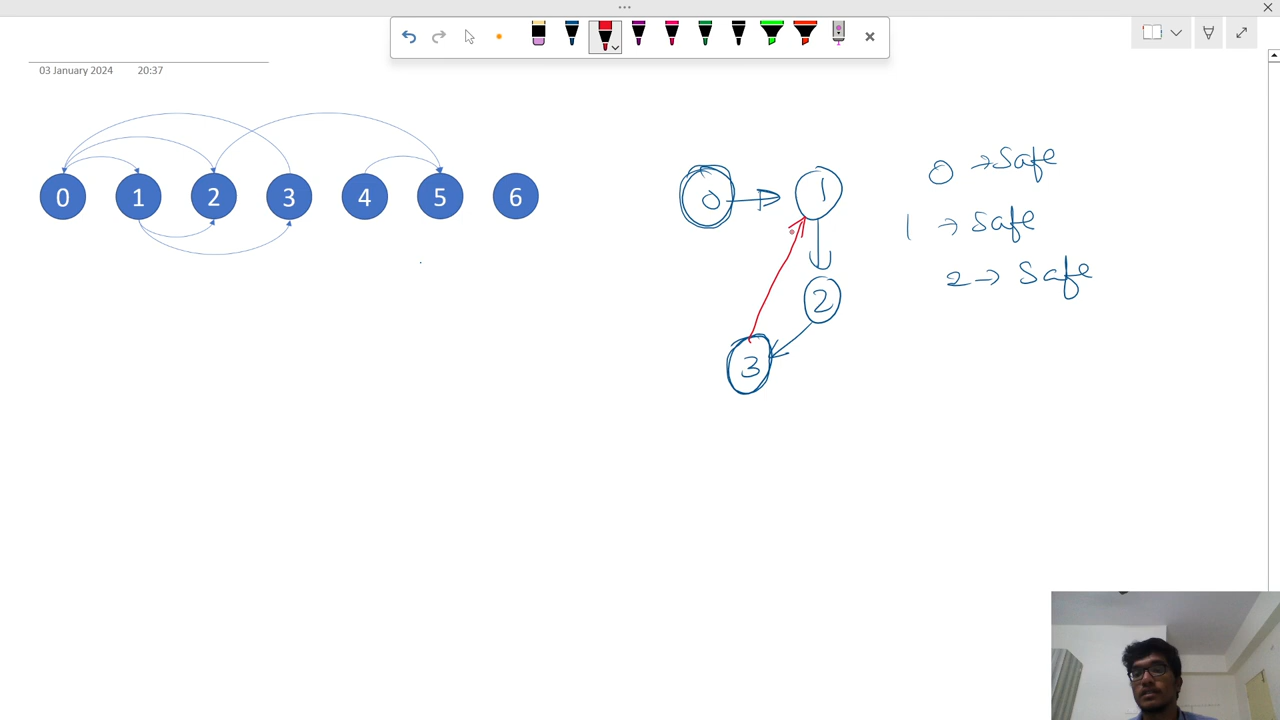 03 January 2024 20:37
0 1 2 3 4 5 6
0 1
2
3
0 → Safe
1 → Safe
2 → Safe